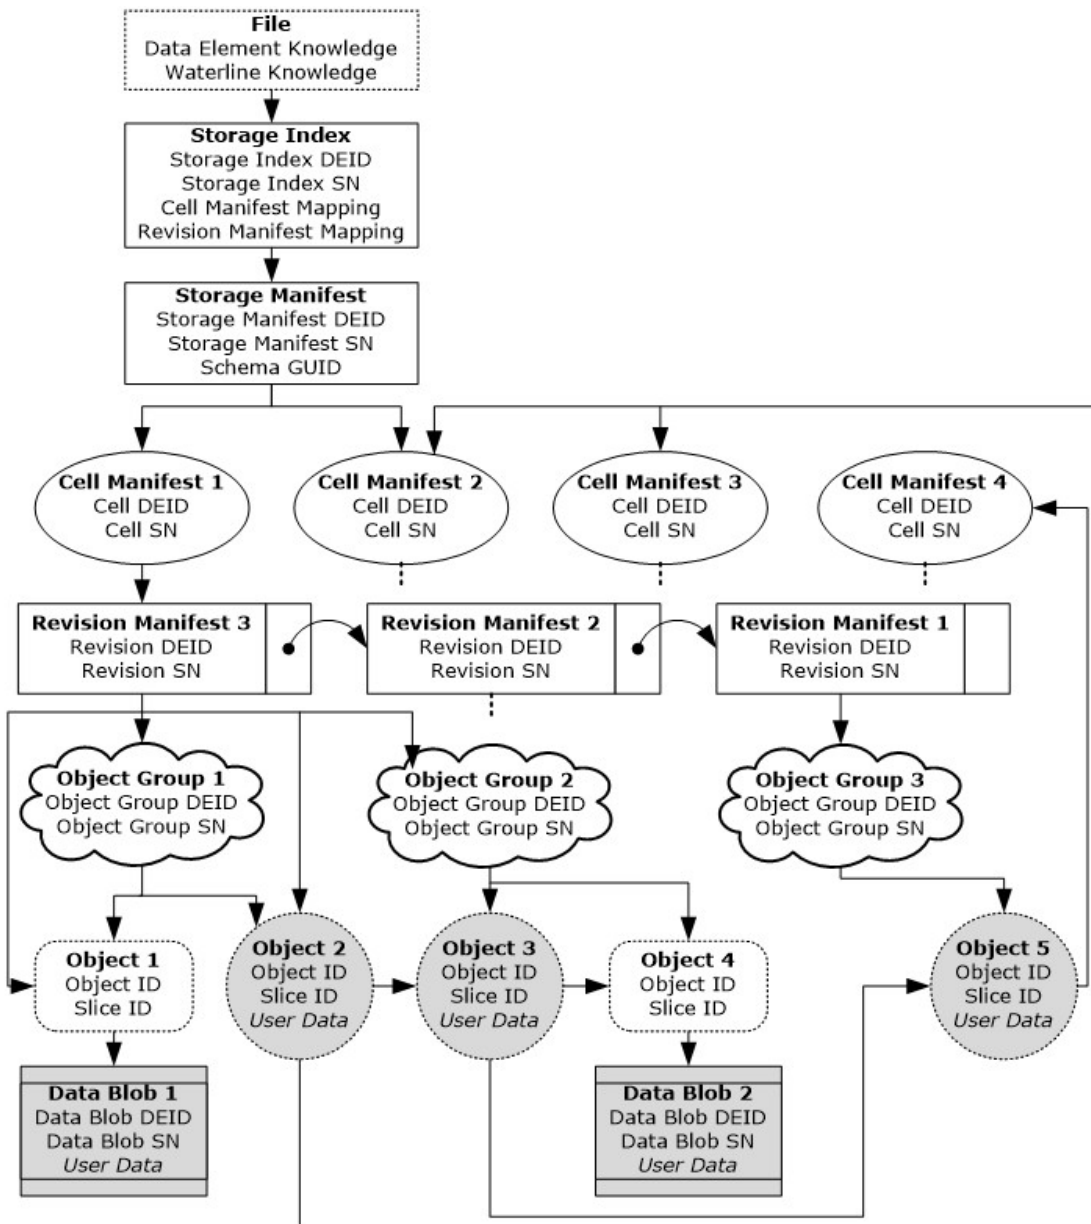 File
Data Element Knowledge
Waterline Knowledge
Storage Index
Storage Index DEID
Storage Index SN
Cell Manifest Mapping
Revision Manifest Mapping
Storage Manifest
Storage Manifest DEID
Storage Manifest SN
Schema GUID
Cell Manifest 1
Cell DEID
Cell SN
Cell Manifest 2
Cell DEID
Cell SN
Cell Manifest 3
Cell DEID
Cell SN
Cell Manifest 4
Cell DEID
Cell SN
Revision Manifest 3
Revision DEID
Revision SN
Revision Manifest 2
Revision DEID
Revision SN
Revision Manifest 1
Revision DEID
Revision SN
Object Group 1
Object Group DEID
Object Group SN
Object Group 2
Object Group DEID
Object Group SN
Object Group 3
Object Group DEID
Object Group SN
Object 1
Object ID
Slice ID
Object 2
Object ID
Slice ID
User Data
Object 3
Object ID
Slice ID
User Data
Object 4
Object ID
Slice ID
Object 5
Object ID
Slice ID
User Data
Data Blob 1
Data Blob DEID
Data Blob SN
User Data
Data Blob 2
Data Blob DEID
Data Blob SN
User Data